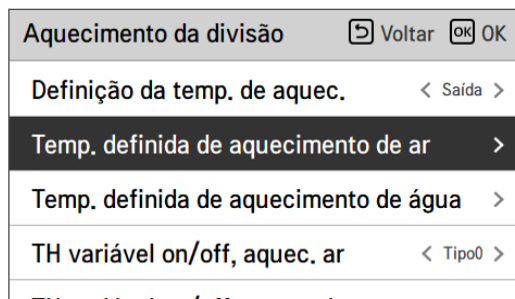 Aquecimento da divisão Voltar OK OK
Definição da temp. de aquec. < Saída >
Temp. definida de aquecimento de ar >
Temp. definida de aquecimento de água >
TH variável on/off, aquec. ar < Tipo0 >